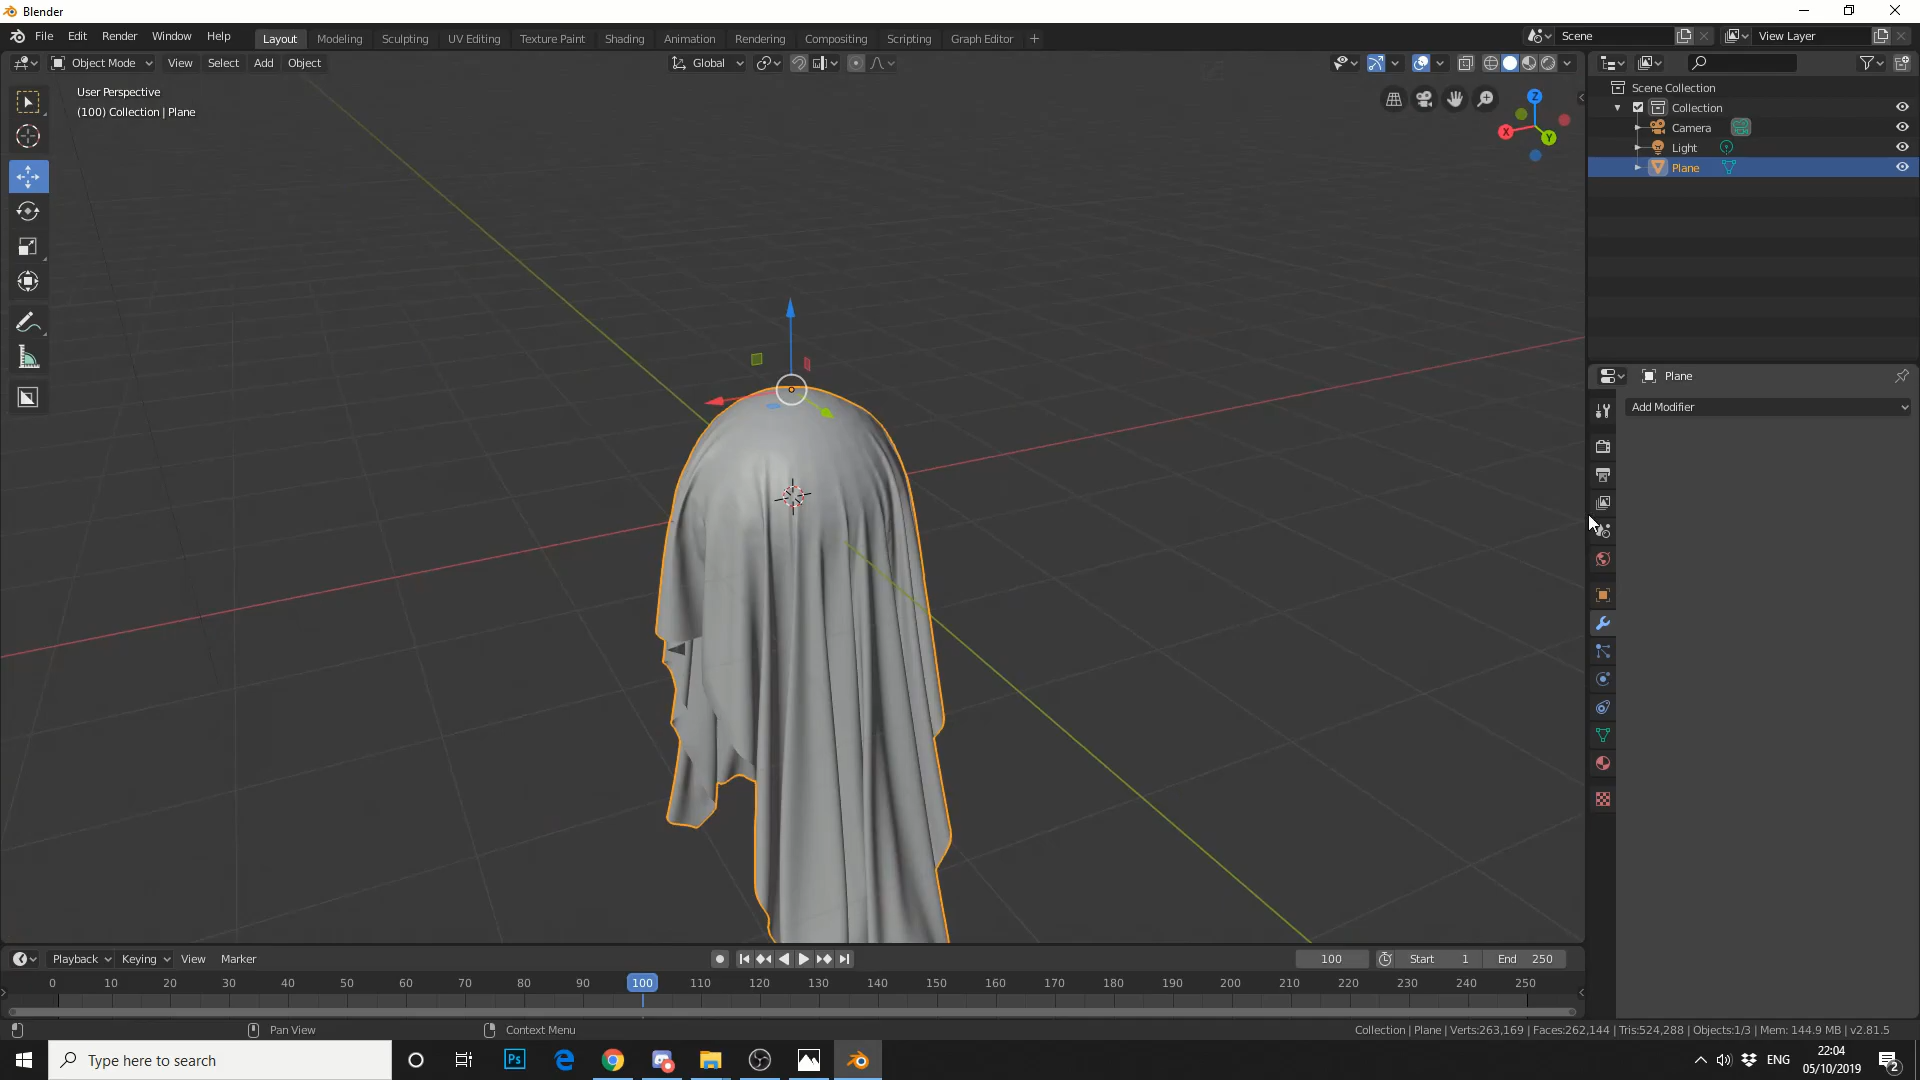 Blender
File Edit Render Window Help
Layout Modeling Sculpting UV Editing Texture Paint Shading Animation Rendering Compositing Scripting Graph Editor +
Scene
View Layer
Object Mode View Select Add Object
Global
User Perspective
(100) Collection | Plane
Z
X
Y
Scene Collection
Collection
Camera
Light
Plane
Plane
Add Modifier
Playback Keying View Marker
100
Start 1
End 250
0 10 20 30 40 50 60 70 80 90 100 110 120 130 140 150 160 170 180 190 200 210 220 230 240 250
Pan View
Context Menu
Collection | Plane | Verts:263,169 | Faces:262,144 | Tris:524,288 | Objects:1/3 | Mem: 144.9 MB | v2.81.5
Type here to search
Ps
ENG
22:04
05/10/2019
2